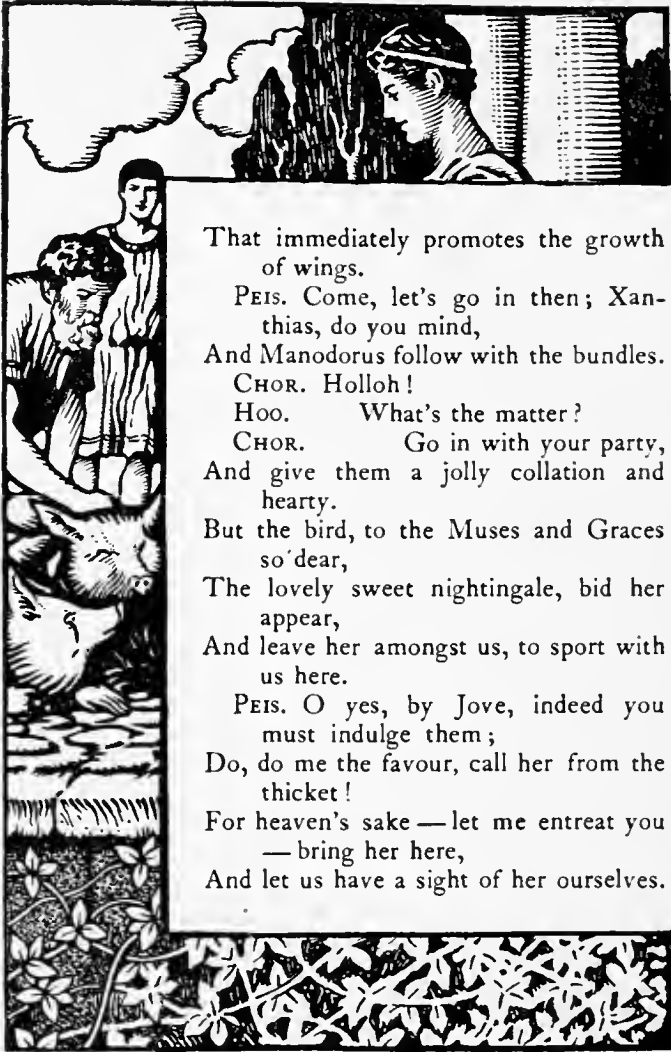 That immediately promotes the growth
of wings.
PEIS. Come, let's go in then; Xan-
thias, do you mind,
And Manodorus follow with the bundles.
CHOR. Holloh!
HOO. What's the matter?
CHOR. Go in with your party,
And give them a jolly collation and
hearty.
But the bird, to the Muses and Graces
so dear,
The lovely sweet nightingale, bid her
appear,
And leave her amongst us, to sport with
us here.
PEIS. O yes, by Jove, indeed you
must indulge them;
Do, do me the favour, call her from the
thicket!
For heaven's sake — let me entreat you
— bring her here,
And let us have a sight of her ourselves.